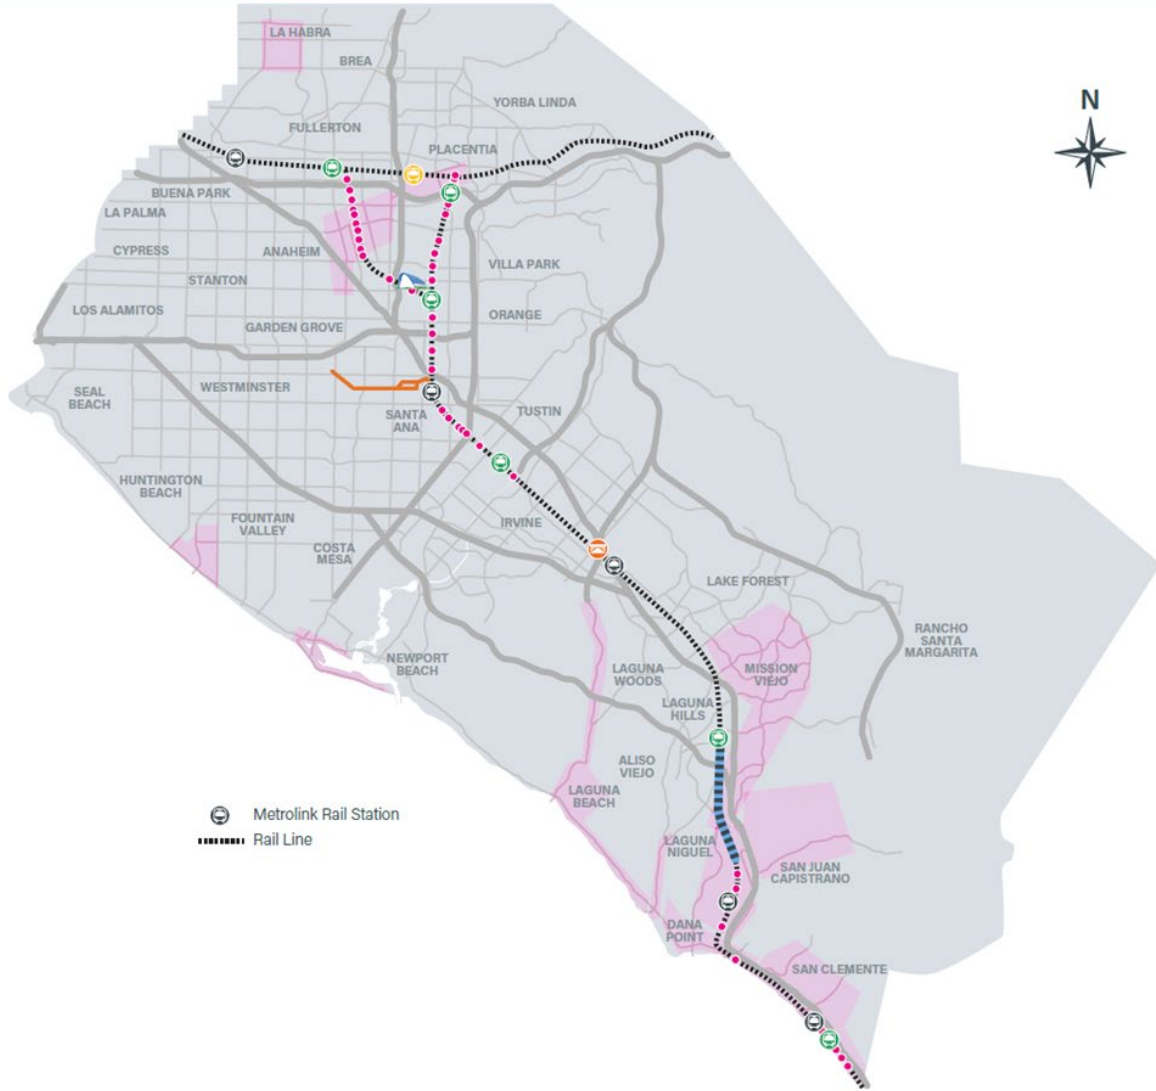 LA HABRA
BREA
N
YORBA LINDA
FULLERTON
PLACENTIA
BUENA PARK
LA PALMA
CYPRESS
ANAHEIM
VILLA PARK
STANTON
LOS ALAMITOS
ORANGE
GARDEN GROVE
WESTMINSTER
SEAL
BEACH
TUSTIN
SANTA
ANA
HUNTINGTON
BEACH
FOUNTAIN
VALLEY
IRVINE
COSTA
MESA
LAKE FOREST
RANCHO
SANTA
MARGARITA
NEWPORT
BEACH
LAGUNA
WOODS
MISSION
VIEJO
LAGUNA
HILLS
ALISO
VIEJO
LAGUNA
BEACH
Metrolink Rail Station
Rail Line
LAGUNA
NIGUEL
SAN JUAN
CAPISTRANO
DANA
POINT
SAN CLEMENTE